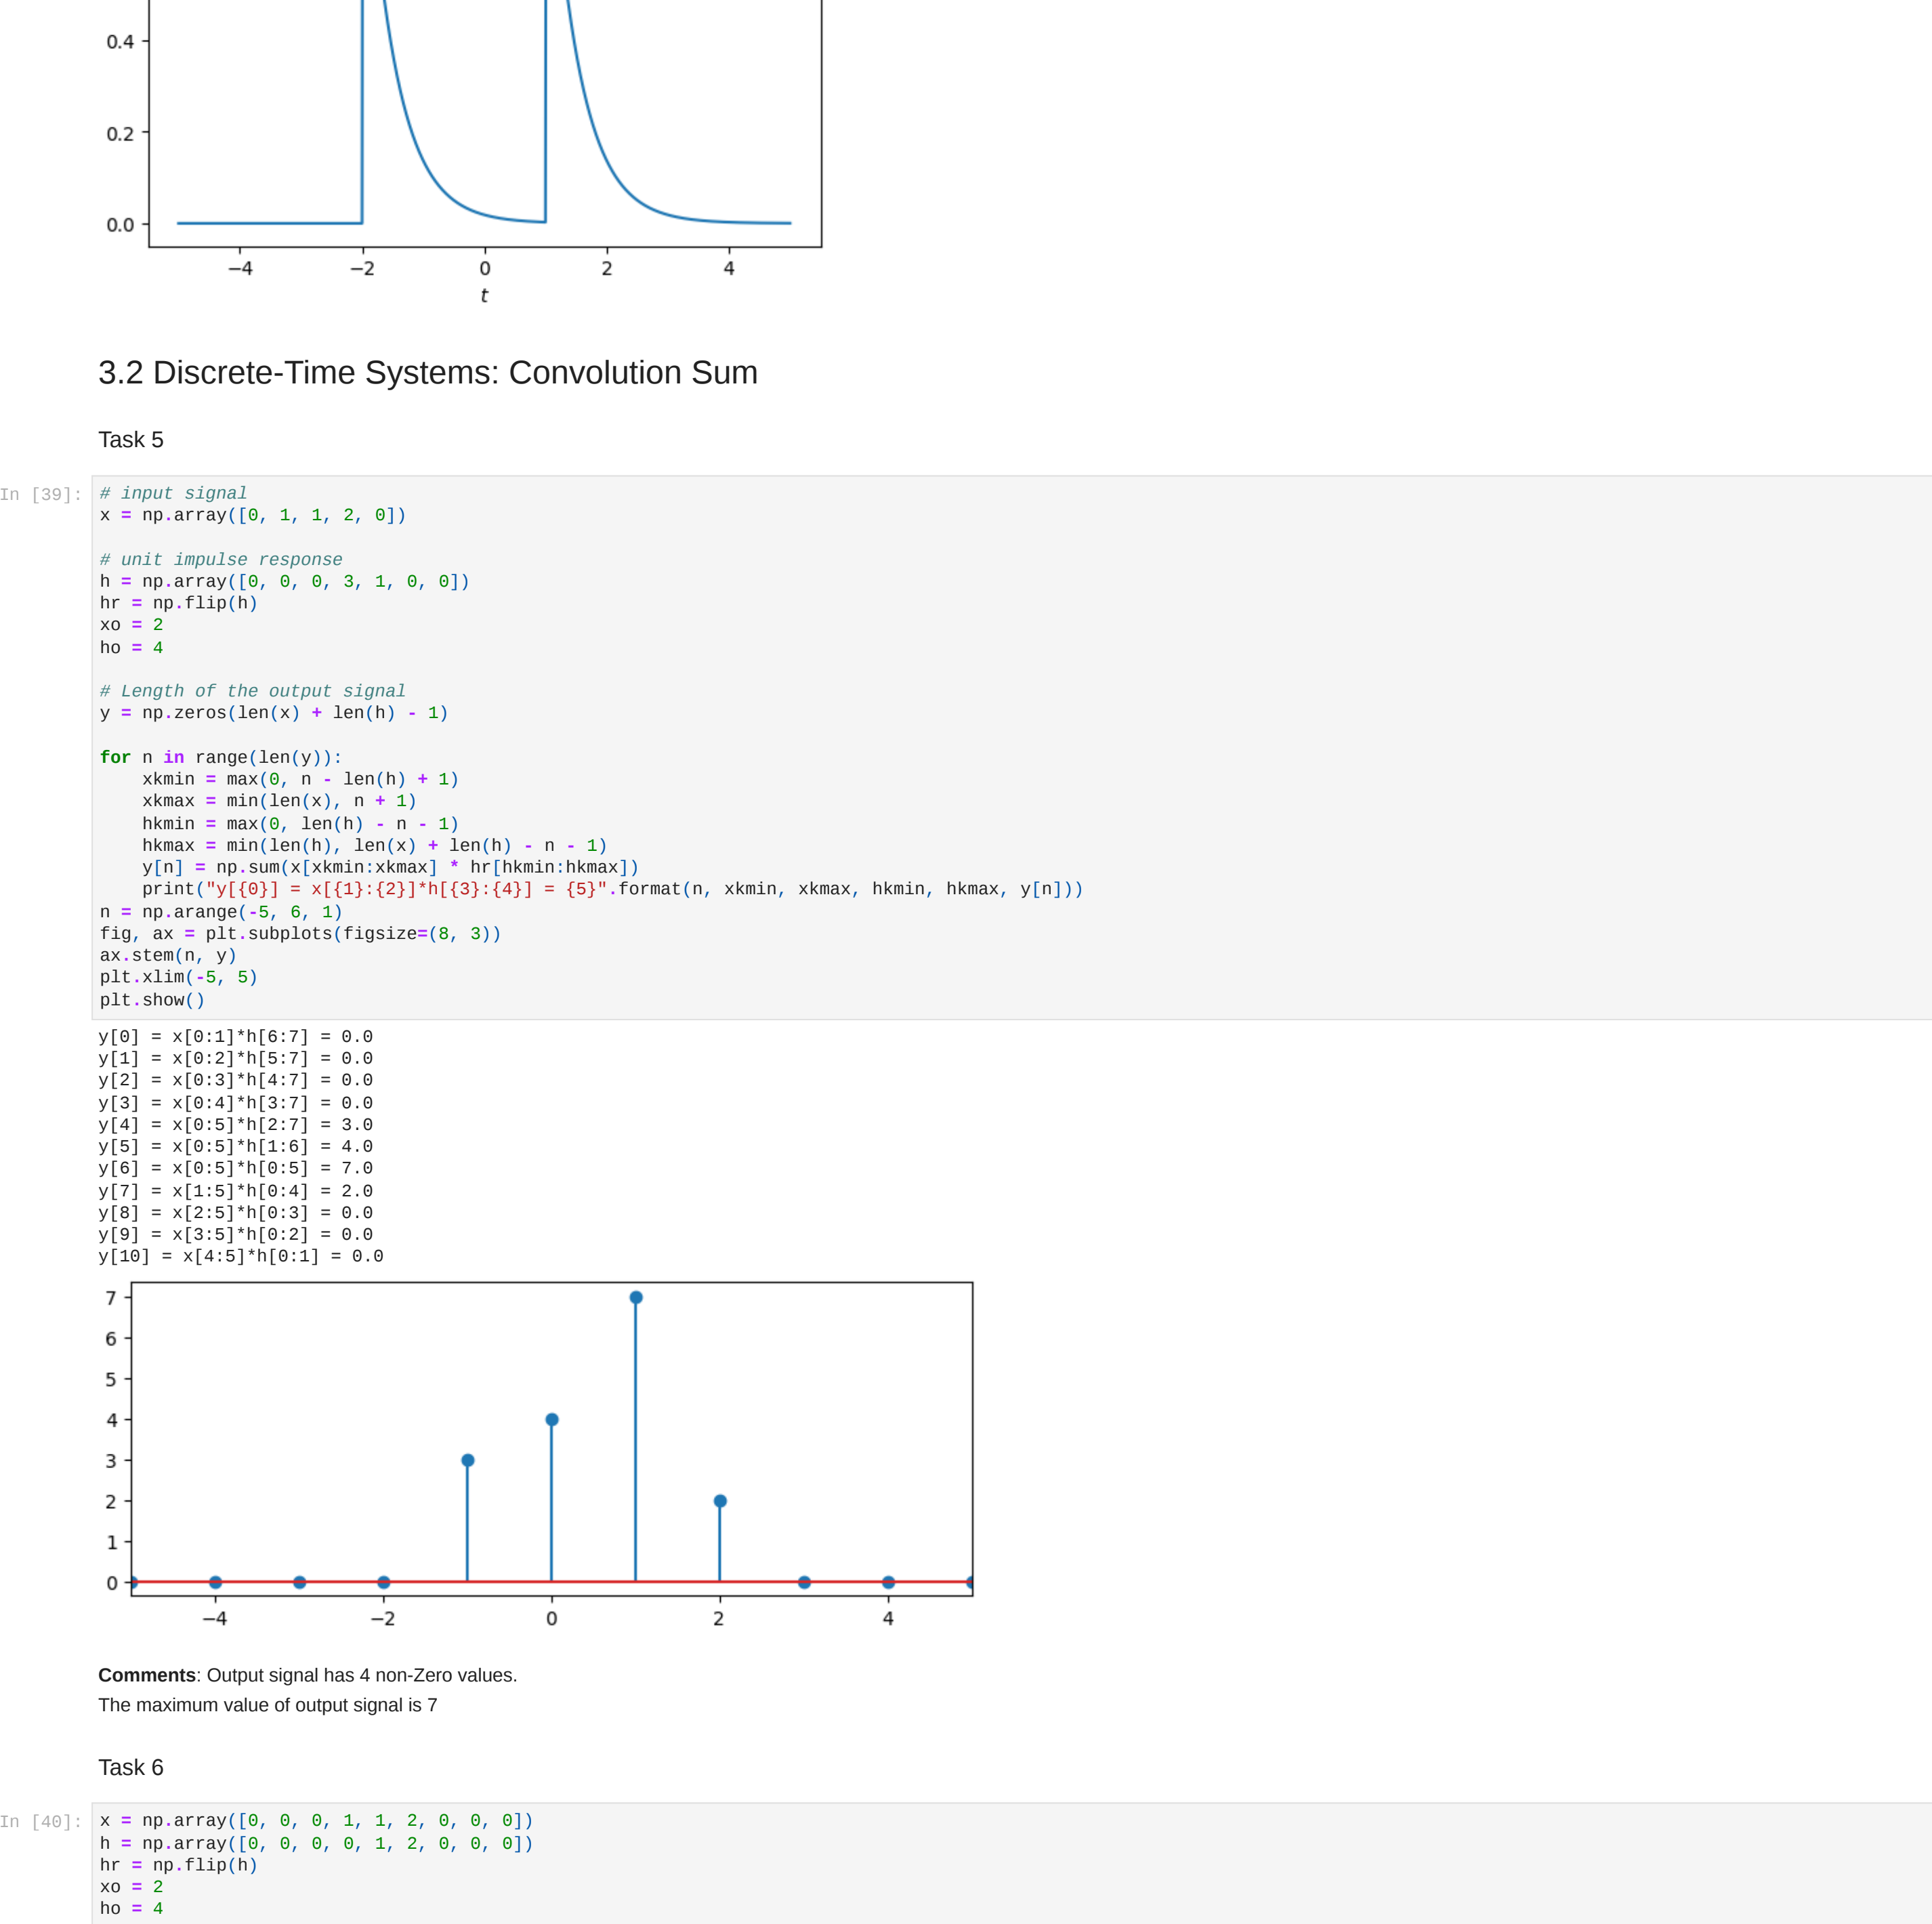 0.4
0.2
0.0
−4 −2 0 2 4
t
3.2 Discrete-Time Systems: Convolution Sum
Task 5
In [39]:
# input signal
x = np.array([0, 1, 1, 2, 0])
# unit impulse response
h = np.array([0, 0, 0, 3, 1, 0, 0])
hr = np.flip(h)
xo = 2
ho = 4
# Length of the output signal
y = np.zeros(len(x) + len(h) - 1)
for n in range(len(y)):
    xkmin = max(0, n - len(h) + 1)
    xkmax = min(len(x), n + 1)
    hkmin = max(0, len(h) - n - 1)
    hkmax = min(len(h), len(x) + len(h) - n - 1)
    y[n] = np.sum(x[xkmin:xkmax] * hr[hkmin:hkmax])
    print("y[{0}] = x[{1}:{2}]*h[{3}:{4}] = {5}".format(n, xkmin, xkmax, hkmin, hkmax, y[n]))
n = np.arange(-5, 6, 1)
fig, ax = plt.subplots(figsize=(8, 3))
ax.stem(n, y)
plt.xlim(-5, 5)
plt.show()
y[0] = x[0:1]*h[6:7] = 0.0
y[1] = x[0:2]*h[5:7] = 0.0
y[2] = x[0:3]*h[4:7] = 0.0
y[3] = x[0:4]*h[3:7] = 0.0
y[4] = x[0:5]*h[2:7] = 3.0
y[5] = x[0:5]*h[1:6] = 4.0
y[6] = x[0:5]*h[0:5] = 7.0
y[7] = x[1:5]*h[0:4] = 2.0
y[8] = x[2:5]*h[0:3] = 0.0
y[9] = x[3:5]*h[0:2] = 0.0
y[10] = x[4:5]*h[0:1] = 0.0
7
6
5
4
3
2
1
0
−4 −2 0 2 4
Comments: Output signal has 4 non-Zero values.
The maximum value of output signal is 7
Task 6
In [40]:
x = np.array([0, 0, 0, 1, 1, 2, 0, 0, 0])
h = np.array([0, 0, 0, 0, 1, 2, 0, 0, 0])
hr = np.flip(h)
xo = 2
ho = 4